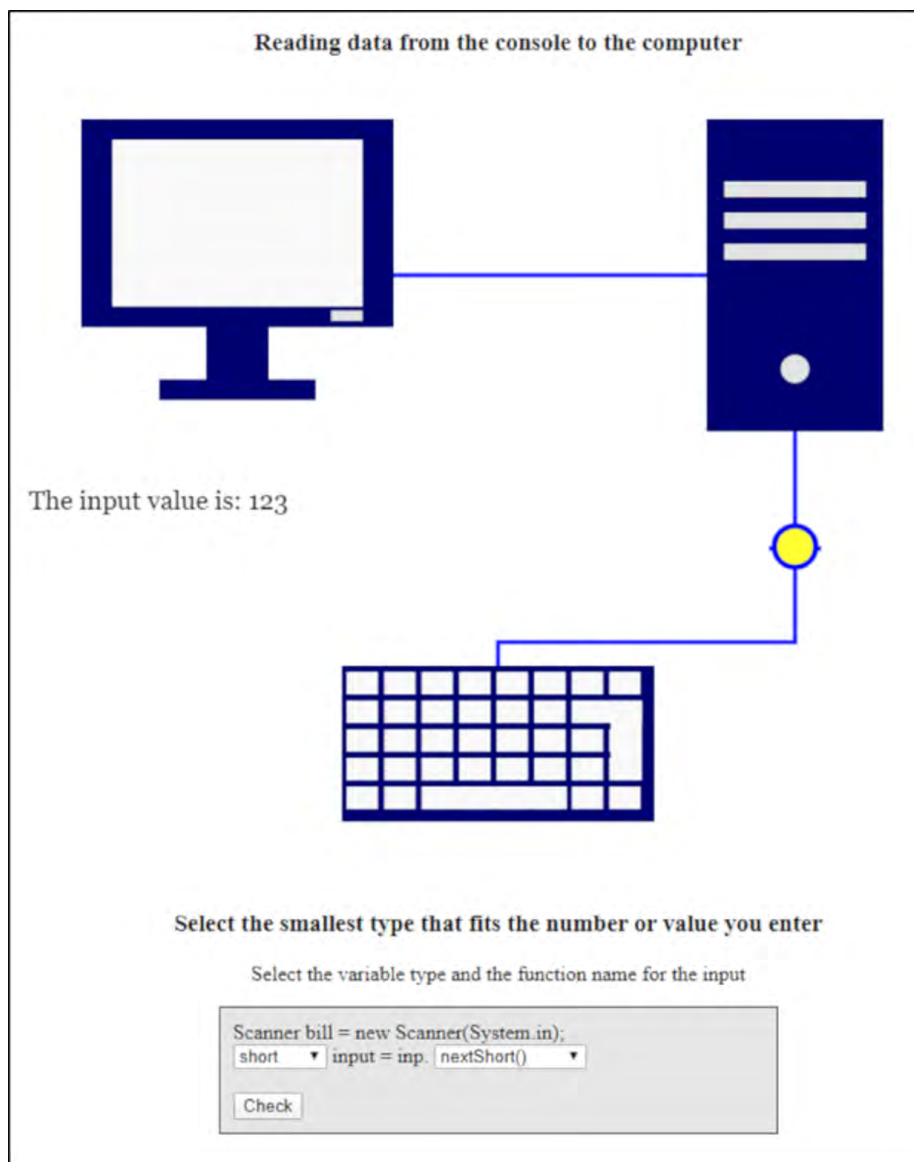 Reading data from the console to the computer
The input value is: 123
Select the smallest type that fits the number or value you enter
Select the variable type and the function name for the input
Scanner bill = new Scanner(System.in);
short ▼ input = inp. nextShort() ▼
Check